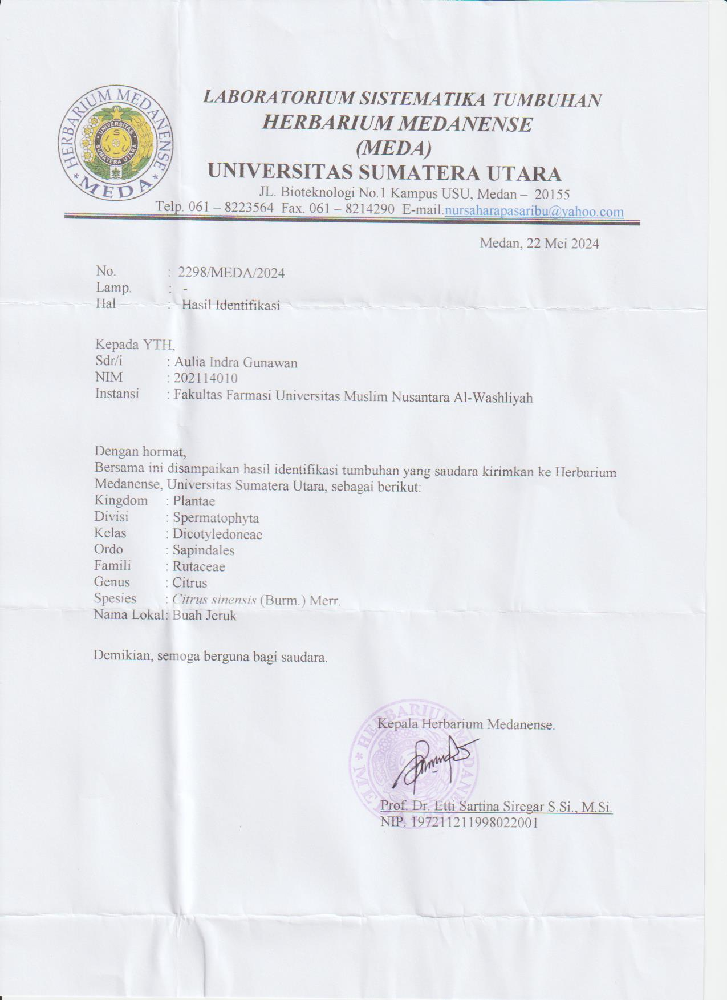 HERBARIUM MEDANENSE
* MEDA *
UNIVERSITAS SUMATERA UTARA
LABORATORIUM SISTEMATIKA TUMBUHAN
HERBARIUM MEDANENSE
(MEDA)
UNIVERSITAS SUMATERA UTARA
JL. Bioteknologi No.1 Kampus USU, Medan – 20155
Telp. 061 – 8223564 Fax. 061 – 8214290 E-mail.nursaharapasaribu@yahoo.com
Medan, 22 Mei 2024
No. : 2298/MEDA/2024
Lamp. : -
Hal : Hasil Identifikasi
Kepada YTH,
Sdr/i : Aulia Indra Gunawan
NIM : 202114010
Instansi : Fakultas Farmasi Universitas Muslim Nusantara Al-Washliyah
Dengan hormat,
Bersama ini disampaikan hasil identifikasi tumbuhan yang saudara kirimkan ke Herbarium
Medanense, Universitas Sumatera Utara, sebagai berikut:
Kingdom : Plantae
Divisi : Spermatophyta
Kelas : Dicotyledoneae
Ordo : Sapindales
Famili : Rutaceae
Genus : Citrus
Spesies : Citrus sinensis (Burm.) Merr.
Nama Lokal: Buah Jeruk
Demikian, semoga berguna bagi saudara.
Kepala Herbarium Medanense.
Prof. Dr. Etti Sartina Siregar S.Si., M.Si.
NIP. 197211211998022001